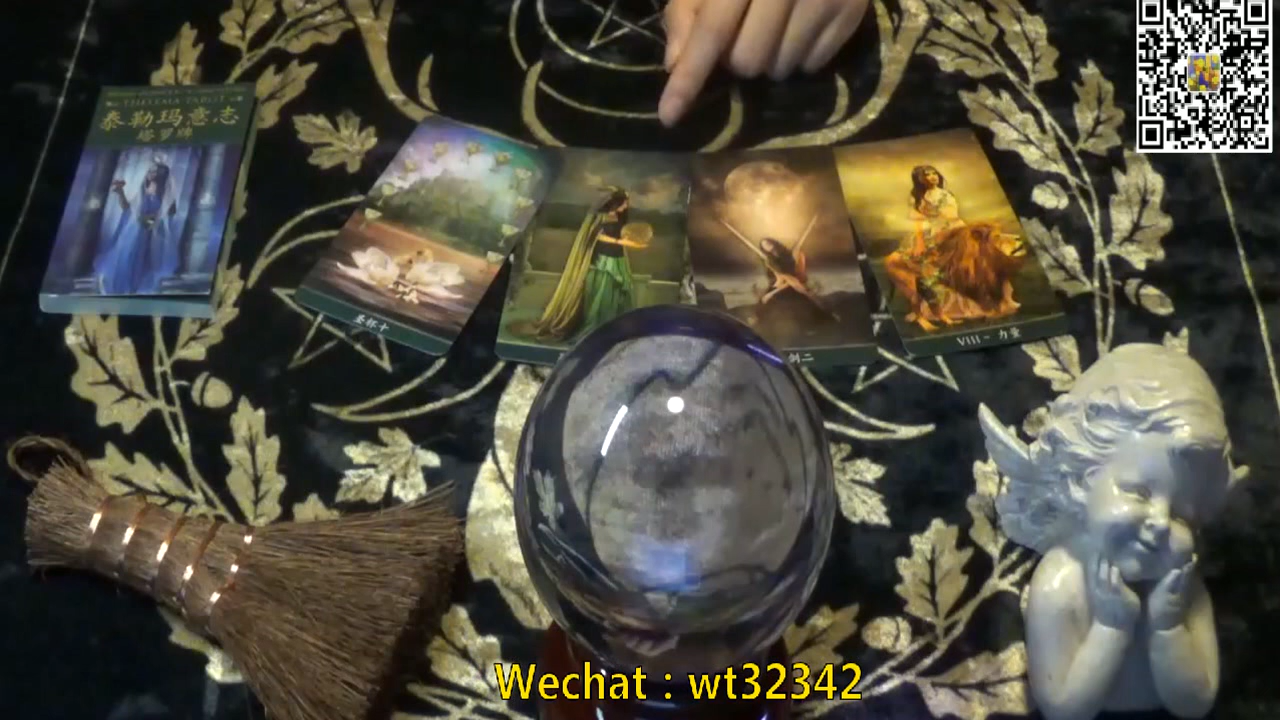 THELEMA TAROT
泰勒玛意志
塔罗牌
圣杯十
剑二
VIII - 力量
Wechat : wt32342